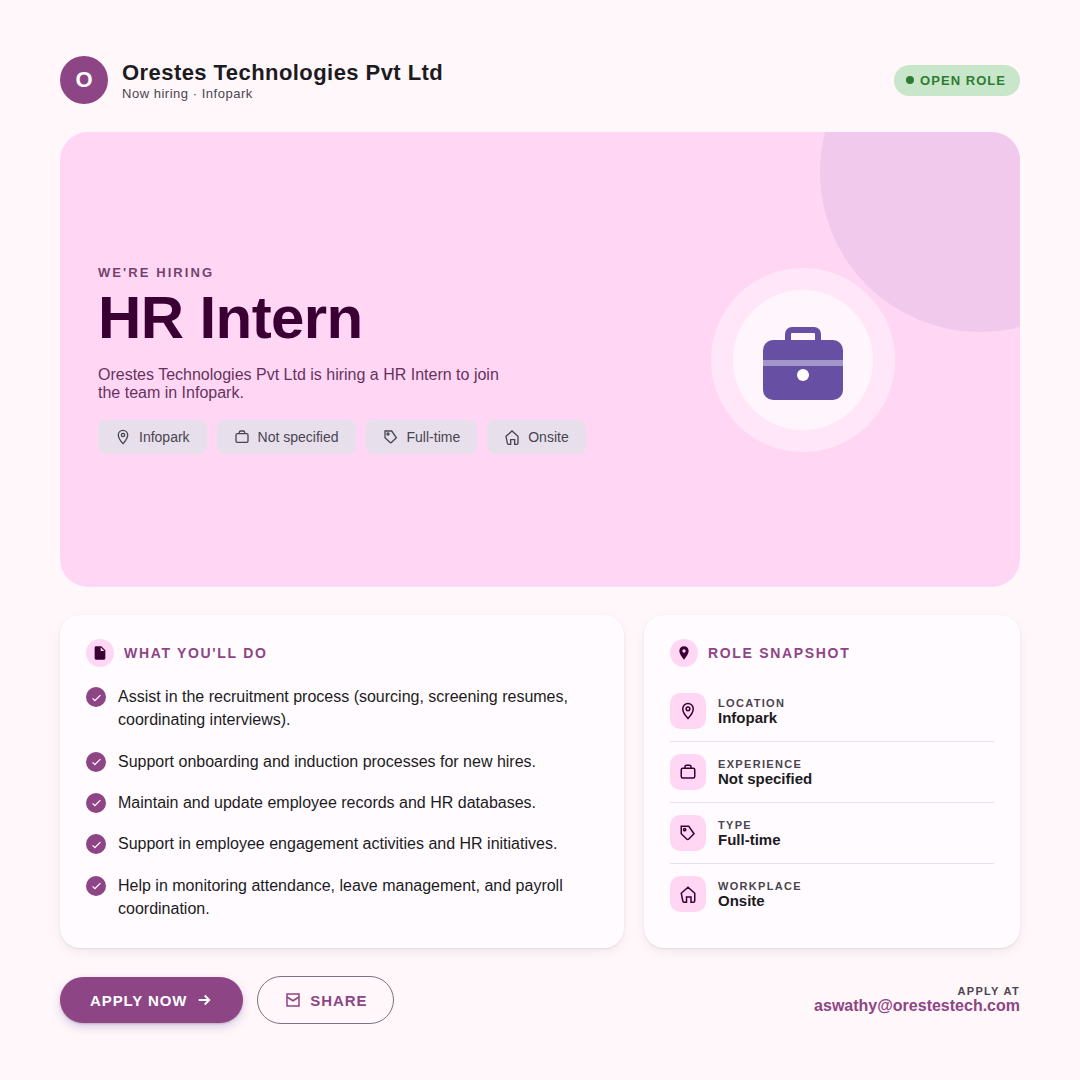 O
Orestes Technologies Pvt Ltd
Now hiring · Infopark
OPEN ROLE
WE'RE HIRING
HR Intern
Orestes Technologies Pvt Ltd is hiring a HR Intern to join
the team in Infopark.
Infopark
Not specified
Full-time
Onsite
WHAT YOU'LL DO
Assist in the recruitment process (sourcing, screening resumes,
coordinating interviews).
Support onboarding and induction processes for new hires.
Maintain and update employee records and HR databases.
Support in employee engagement activities and HR initiatives.
Help in monitoring attendance, leave management, and payroll
coordination.
ROLE SNAPSHOT
LOCATION
Infopark
EXPERIENCE
Not specified
TYPE
Full-time
WORKPLACE
Onsite
APPLY NOW
SHARE
APPLY AT
aswathy@orestestech.com